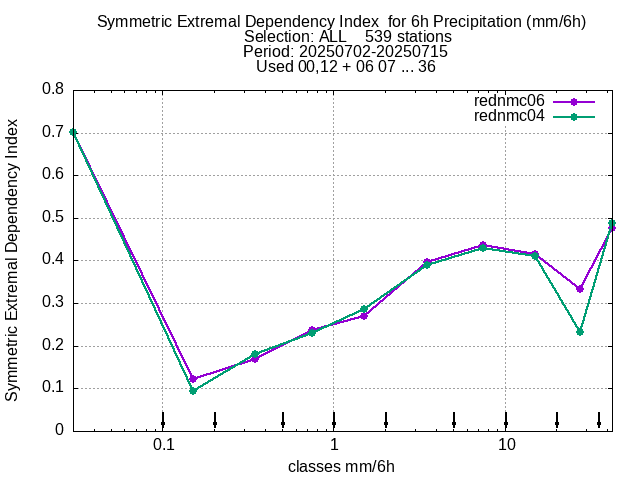 Symmetric Extremal Dependency Index  for 6h Precipitation (mm/6h)
Selection: ALL    539 stations
Period: 20250702-20250715
Used 00,12 + 06 07 ... 36
rednmc06
rednmc04
0.8
0.7
0.6
0.5
0.4
0.3
0.2
0.1
0
Symmetric Extremal Dependency Index
0.1 1 10
classes mm/6h